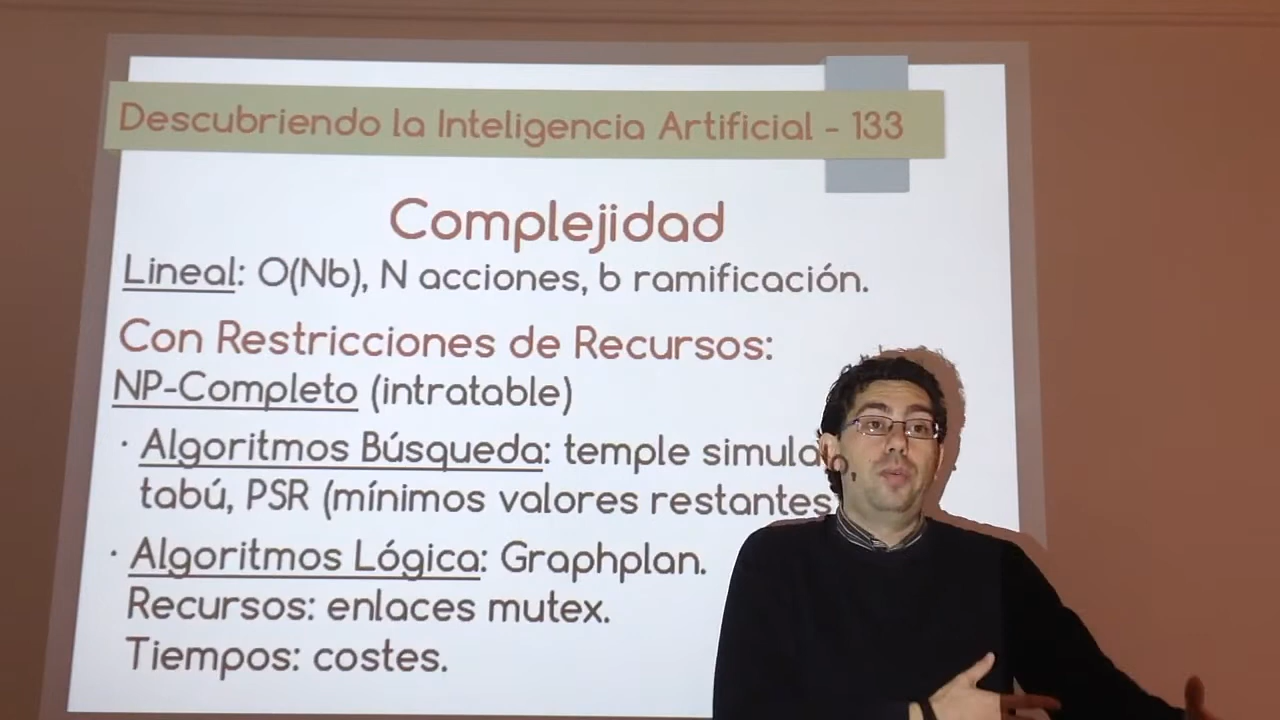 Descubriendo la Inteligencia Artificial - 133
Complejidad
Lineal: O(Nb), N acciones, b ramificación.
Con Restricciones de Recursos:
NP-Completo (intratable)
· Algoritmos Búsqueda: temple simulado,
tabú, PSR (mínimos valores restantes)
· Algoritmos Lógica: Graphplan.
Recursos: enlaces mutex.
Tiempos: costes.